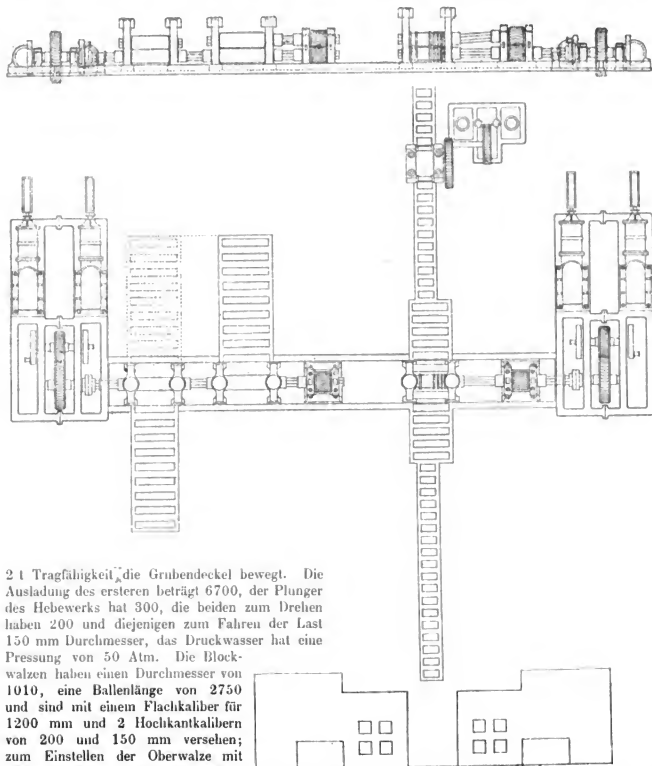 2 t Tragfähigkeit die Grubendeckel bewegt. Die
Ausladung des ersteren beträgt 6700, der Plunger
des Hebewerks hat 300, die beiden zum Drehen
haben 200 und diejenigen zum Fahren der Last
150 mm Durchmesser, das Druckwasser hat eine
Pressung von 50 Atm. Die Block-
walzen haben einen Durchmesser von
1010, eine Ballenlänge von 2750
und sind mit einem Flachkaliber für
1200 mm und 2 Hochkantkalibern
von 200 und 150 mm versehen;
zum Einstellen der Oberwalze mit